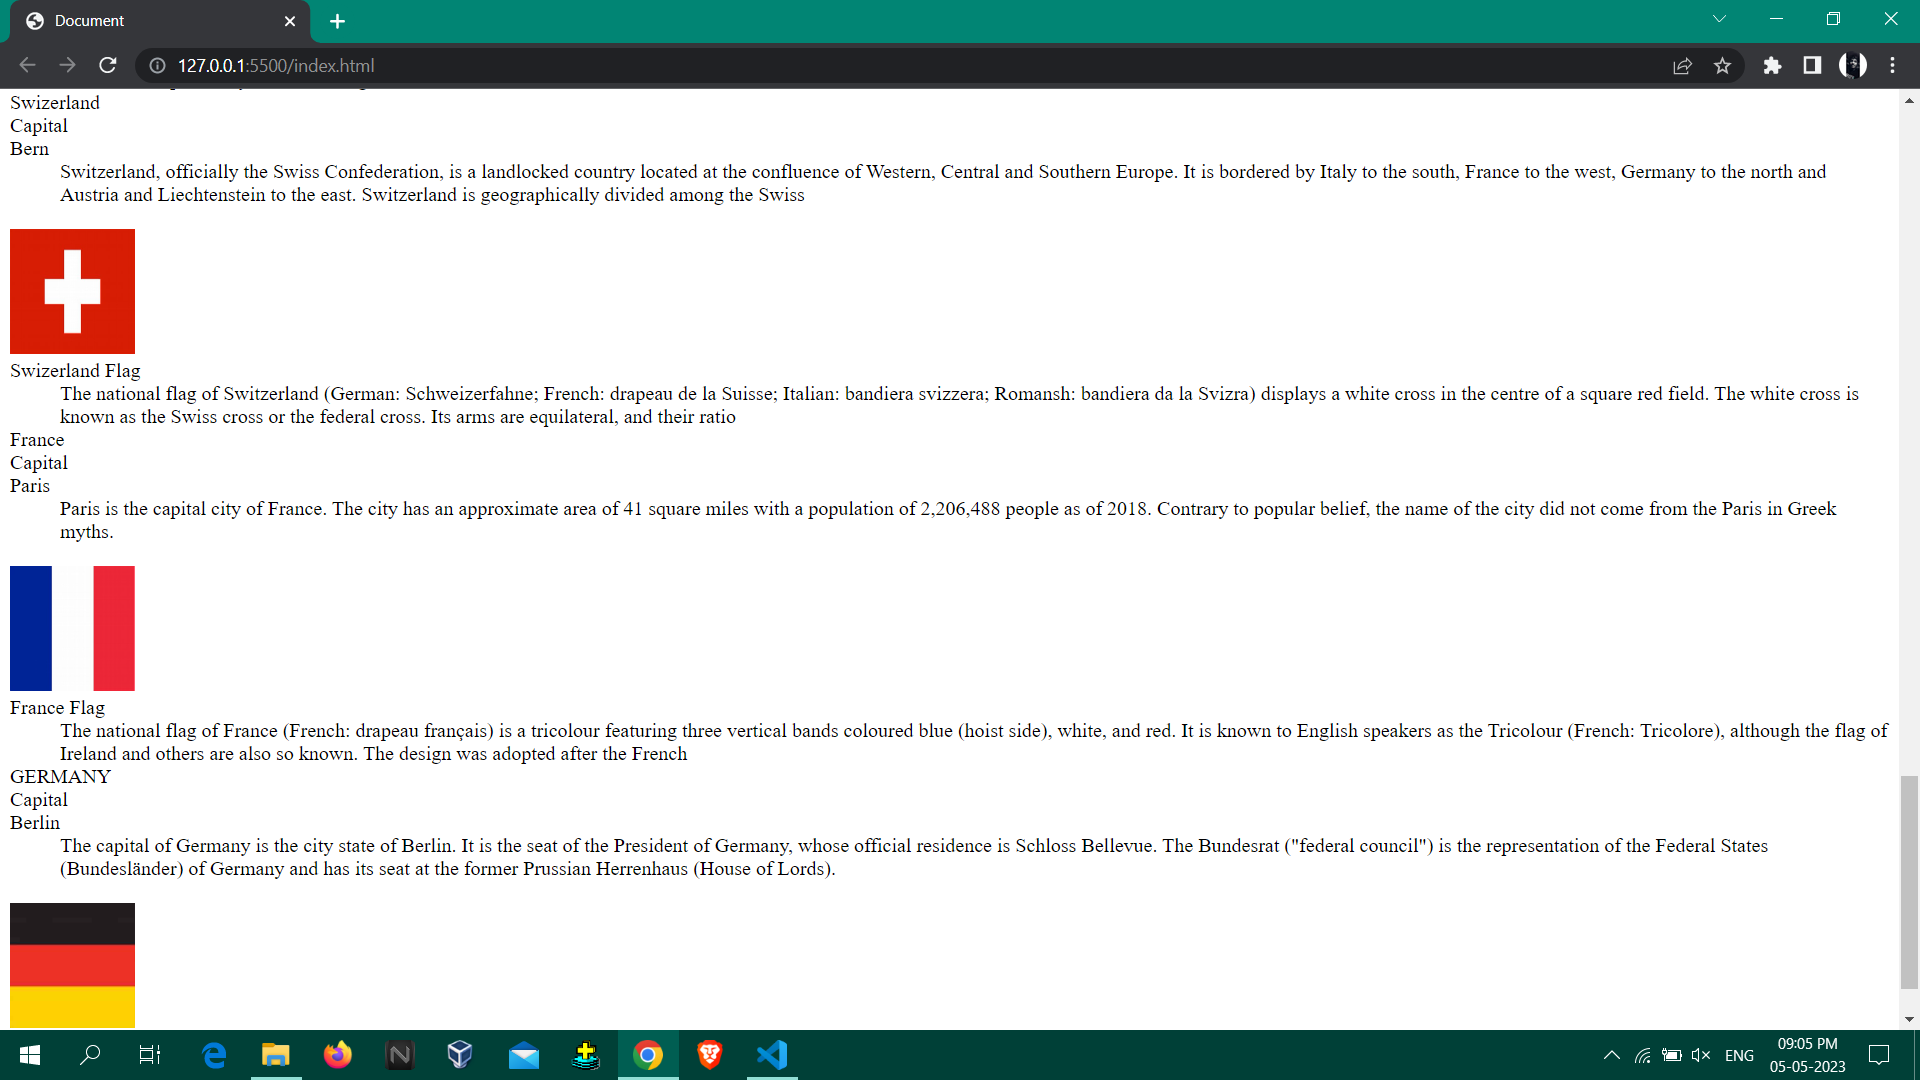 Document
127.0.0.1:5500/index.html
Swizerland
Capital
Bern
Switzerland, officially the Swiss Confederation, is a landlocked country located at the confluence of Western, Central and Southern Europe. It is bordered by Italy to the south, France to the west, Germany to the north and
Austria and Liechtenstein to the east. Switzerland is geographically divided among the Swiss
Swizerland Flag
The national flag of Switzerland (German: Schweizerfahne; French: drapeau de la Suisse; Italian: bandiera svizzera; Romansh: bandiera da la Svizra) displays a white cross in the centre of a square red field. The white cross is
known as the Swiss cross or the federal cross. Its arms are equilateral, and their ratio
France
Capital
Paris
Paris is the capital city of France. The city has an approximate area of 41 square miles with a population of 2,206,488 people as of 2018. Contrary to popular belief, the name of the city did not come from the Paris in Greek
myths.
France Flag
The national flag of France (French: drapeau français) is a tricolour featuring three vertical bands coloured blue (hoist side), white, and red. It is known to English speakers as the Tricolour (French: Tricolore), although the flag of
Ireland and others are also so known. The design was adopted after the French
GERMANY
Capital
Berlin
The capital of Germany is the city state of Berlin. It is the seat of the President of Germany, whose official residence is Schloss Bellevue. The Bundesrat ("federal council") is the representation of the Federal States
(Bundesländer) of Germany and has its seat at the former Prussian Herrenhaus (House of Lords).
ENG
09:05 PM
05-05-2023